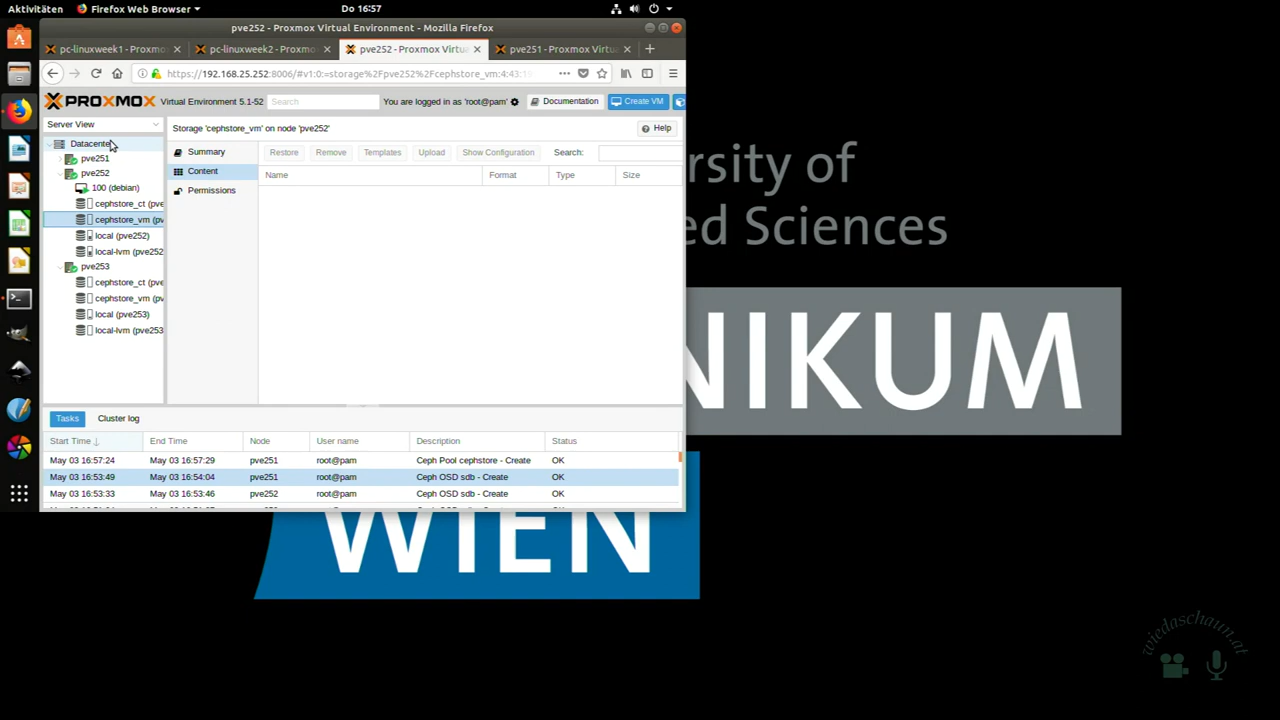 Aktivitäten Firefox Web Browser Do 16:57
pve252 - Proxmox Virtual Environment - Mozilla Firefox
pc-linuxweek1 - Proxmo pc-linuxweek2 - Proxmo pve252 - Proxmox Virtua pve251 - Proxmox Virtua
https://192.168.25.252:8006/#v1:0:=storage%2Fpve252%2Fcephstore_vm:4:43:1
PROXMOX Virtual Environment 5.1-52 Search You are logged in as 'root@pam' Documentation Create VM
Server View
Storage 'cephstore_vm' on node 'pve252' Help
Datacenter
pve251
pve252
100 (debian)
cephstore_ct (pve
cephstore_vm (pv
local (pve252)
local-lvm (pve252
pve253
cephstore_ct (pve
cephstore_vm (pv
local (pve253)
local-lvm (pve253
Summary
Content
Permissions
Restore Remove Templates Upload Show Configuration Search:
Name Format Type Size
Tasks Cluster log
Start Time End Time Node User name Description Status
May 03 16:57:24 May 03 16:57:29 pve251 root@pam Ceph Pool cephstore - Create OK
May 03 16:53:49 May 03 16:54:04 pve251 root@pam Ceph OSD sdb - Create OK
May 03 16:53:33 May 03 16:53:46 pve252 root@pam Ceph OSD sdb - Create OK
rsity of
ed Sciences
NIKUM
WIEN
wiedaschaun.at